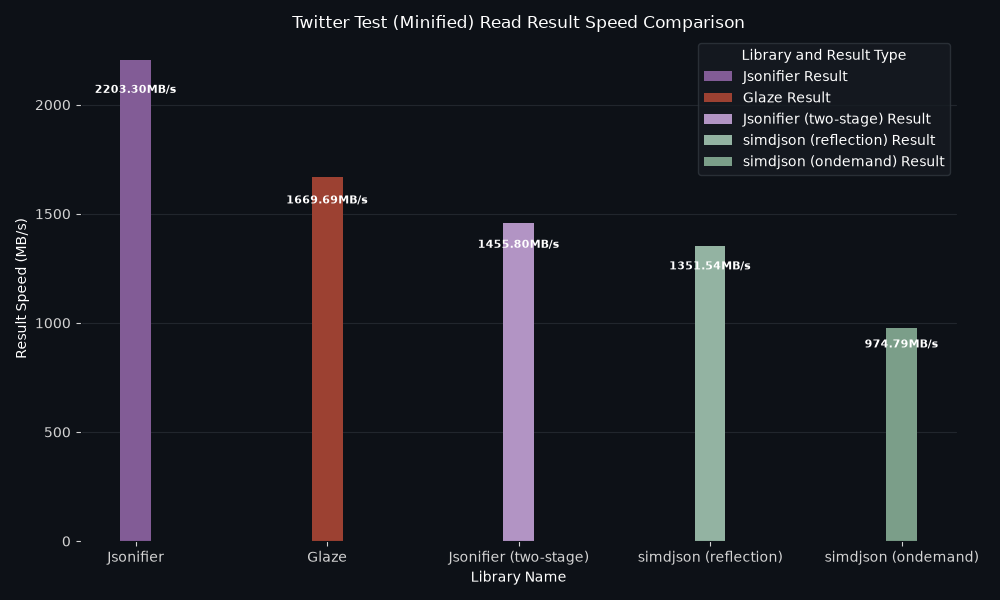 Twitter Test (Minified) Read Result Speed Comparison
Library and Result Type
Jsonifier Result
Glaze Result
Jsonifier (two-stage) Result
simdjson (reflection) Result
simdjson (ondemand) Result
Result Speed (MB/s)
2000
1500
1000
500
0
2203.30MB/s
1669.69MB/s
1455.80MB/s
1351.54MB/s
974.79MB/s
Jsonifier
Glaze
Jsonifier (two-stage)
simdjson (reflection)
simdjson (ondemand)
Library Name